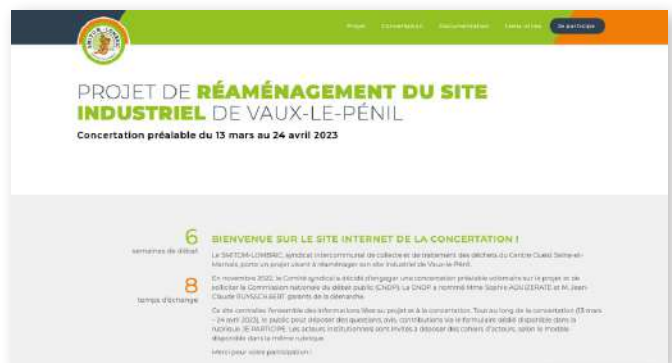 SMITOM - LOMBRIC
Projet Concertation Documentation Liens utiles Je participe
PROJET DE RÉAMÉNAGEMENT DU SITE
INDUSTRIEL DE VAUX-LE-PÉNIL
Concertation préalable du 13 mars au 24 avril 2023
6
semaines de débat
8
temps d'échange
BIENVENUE SUR LE SITE INTERNET DE LA CONCERTATION !
Le SMITOM-LOMBRIC, syndicat intercommunal de collecte et de traitement des déchets du Centre Ouest Seine-et-
Marnais, porte un projet visant à réaménager son site industriel de Vaux-le-Pénil.
En novembre 2022, le Comité syndical a décidé d'engager une concertation préalable volontaire sur le projet et de
solliciter la Commission nationale du débat public (CNDP). La CNDP a nommé Mme Sophie et M. Jean-
Claude RUYSSCHAERT garants de la démarche.
Ce site centralise l'ensemble des informations liées au projet et à la concertation. Tout au long de la concertation (13 mars
– 24 avril 2023), le public peut déposer des questions, avis, contributions via le formulaire dédié disponible dans la
rubrique JE PARTICIPE. Les acteurs institutionnels sont invités à déposer des cahiers d'acteurs, selon le modèle
disponible dans la même rubrique.
Merci pour votre participation !